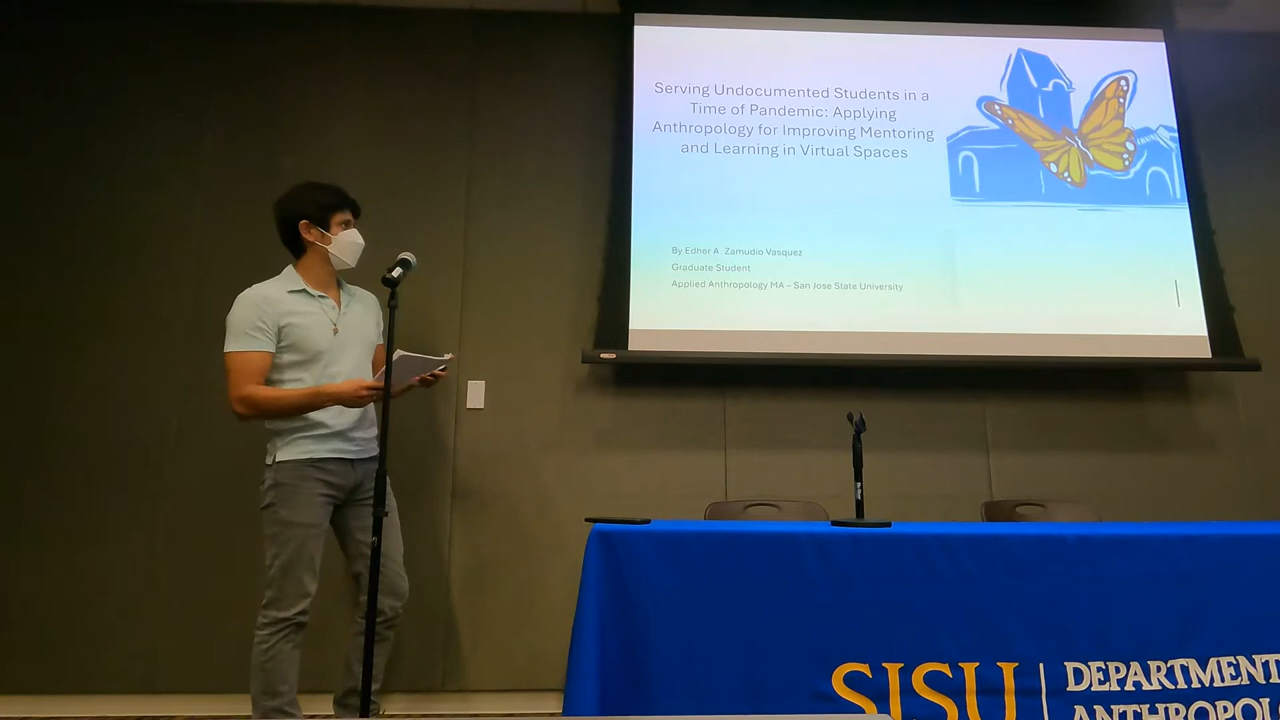 Serving Undocumented Students in a
Time of Pandemic: Applying
Anthropology for Improving Mentoring
and Learning in Virtual Spaces
By Edher A. Zamudio Vasquez
Graduate Student
Applied Anthropology MA – San Jose State University
SJSU
DEPARTMENT
ANTHROPOL